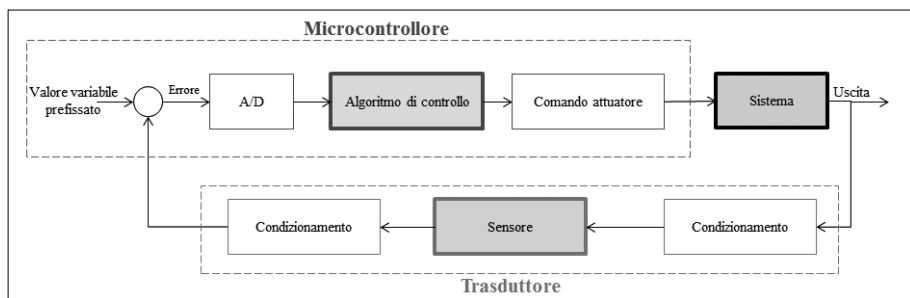 Microcontrollore
Valore variabile
prefissato
Errore
A/D
Algoritmo di controllo
Comando attuatore
Sistema
Uscita
Condizionamento
Sensore
Condizionamento
Trasduttore